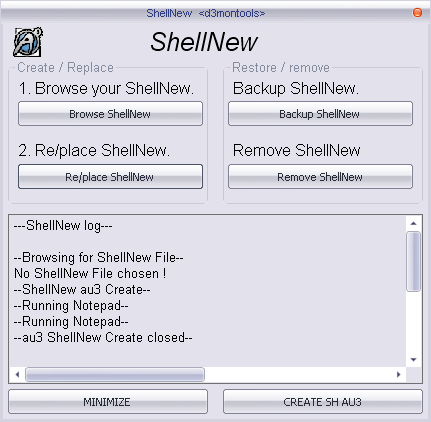 ShellNew <d3montools>
ShellNew
Create / Replace
Restore / remove
1. Browse your ShellNew.
Backup ShellNew.
Browse ShellNew
Backup ShellNew
2. Re/place ShellNew.
Remove ShellNew
Re/place ShellNew
Remove ShellNew
---ShellNew log---
--Browsing for ShellNew File--
No ShellNew File chosen !
--ShellNew au3 Create--
--Running Notepad--
--Running Notepad--
--au3 ShellNew Create closed--
MINIMIZE
CREATE SH AU3